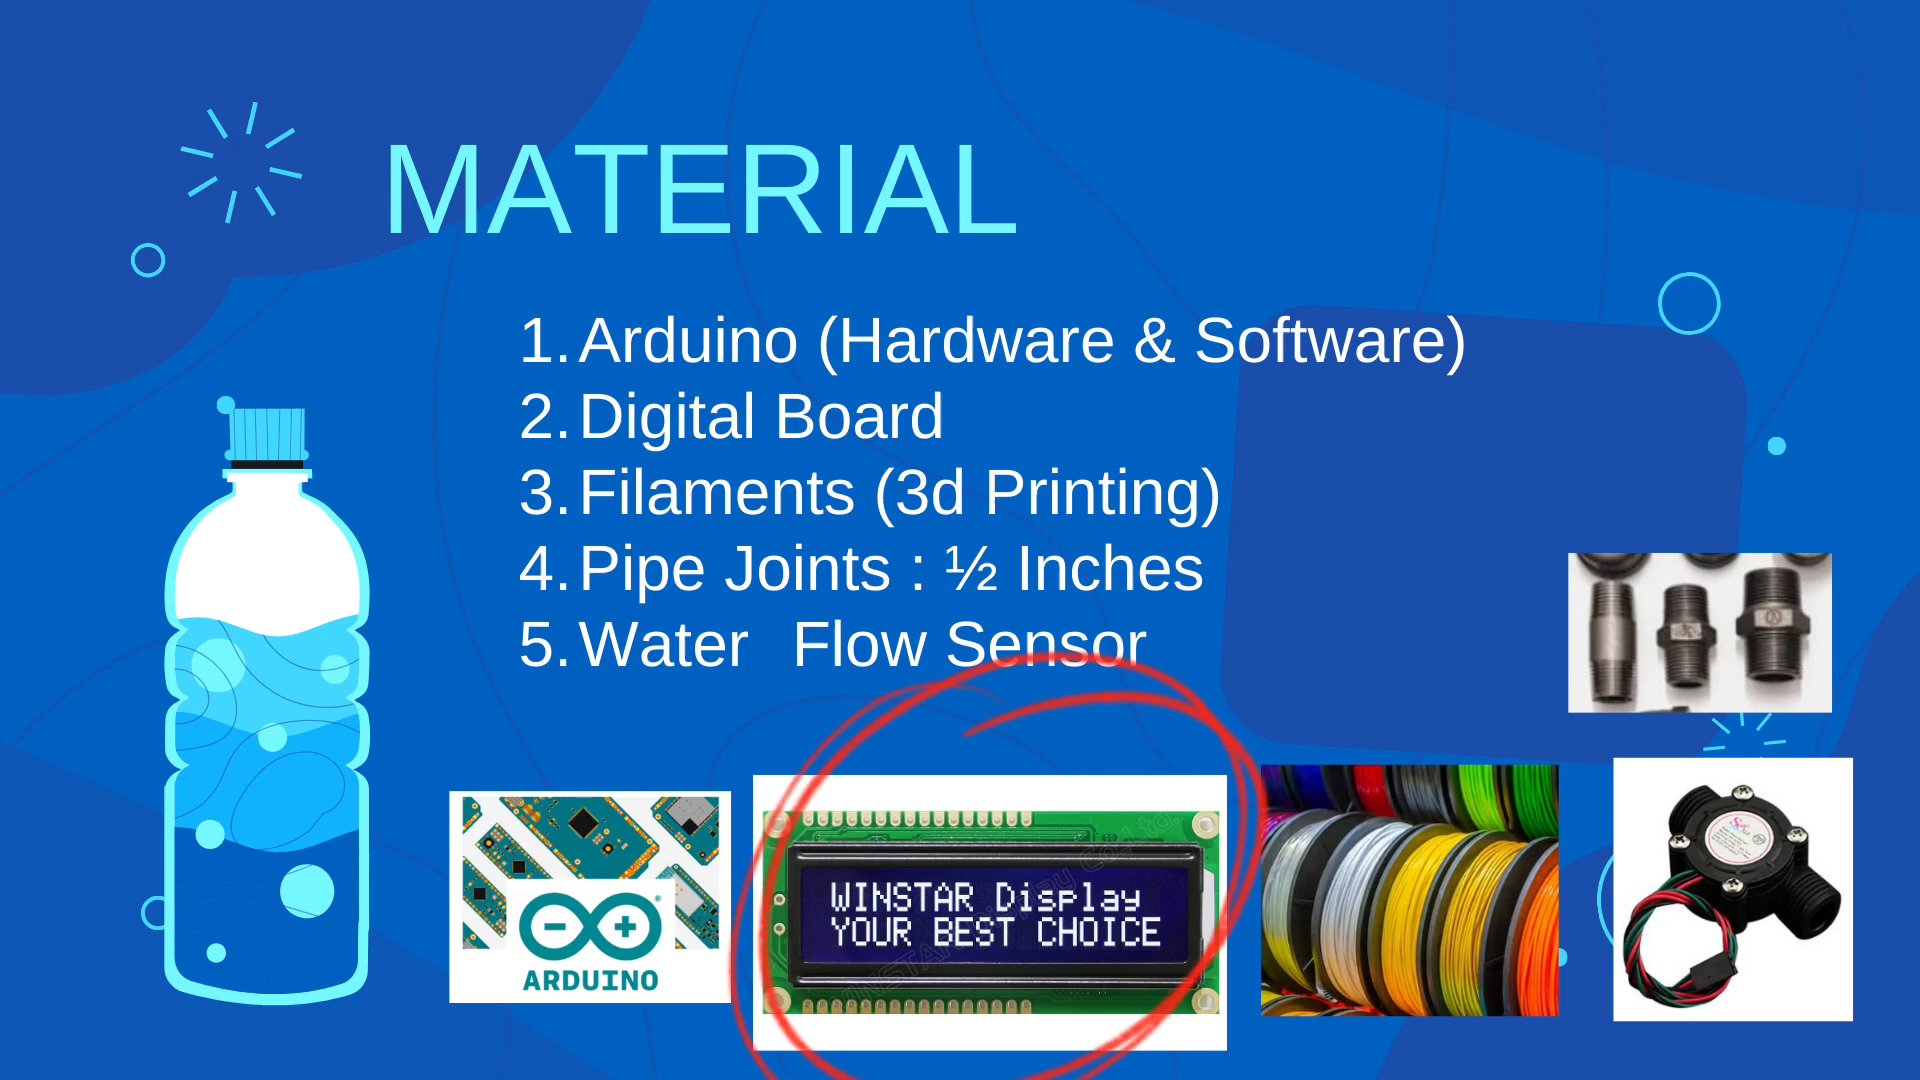 MATERIAL
1. Arduino (Hardware & Software)
2. Digital Board
3. Filaments (3d Printing)
4. Pipe Joints : ½ Inches
5. Water Flow Sensor
ARDUINO
®
WINSTAR Display
YOUR BEST CHOICE